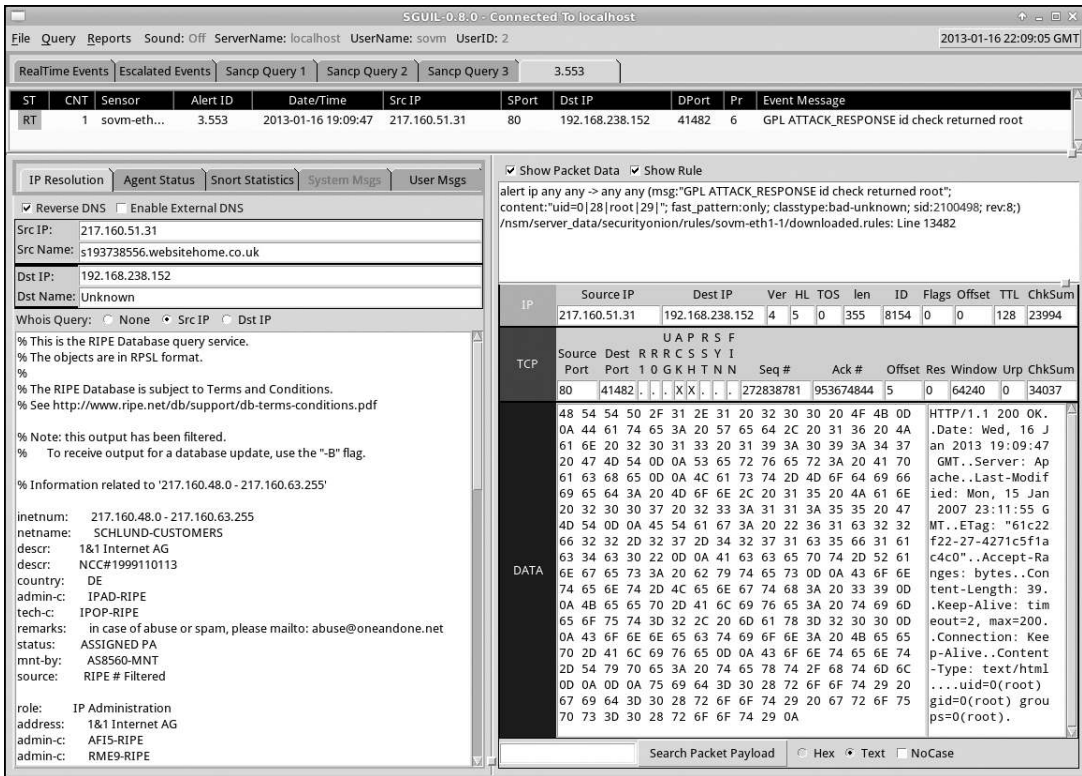 SGUIL-0.8.0 - Connected To localhost
File Query Reports Sound: Off ServerName: localhost UserName: sovm UserID: 2
2013-01-16 22:09:05 GMT
RealTime Events Escalated Events Sancp Query 1 Sancp Query 2 Sancp Query 3 3.553
ST CNT Sensor Alert ID Date/Time Src IP SPort Dst IP DPort Pr Event Message
RT 1 sovm-eth... 3.553 2013-01-16 19:09:47 217.160.51.31 80 192.168.238.152 41482 6 GPL ATTACK_RESPONSE id check returned root
IP Resolution Agent Status Snort Statistics System Msgs User Msgs
Reverse DNS Enable External DNS
Src IP: 217.160.51.31
Src Name: s193738556.websitehome.co.uk
Dst IP: 192.168.238.152
Dst Name: Unknown
Whois Query: None Src IP Dst IP
% This is the RIPE Database query service.
% The objects are in RPSL format.
%
% The RIPE Database is subject to Terms and Conditions.
% See http://www.ripe.net/db/support/db-terms-conditions.pdf
% Note: this output has been filtered.
% To receive output for a database update, use the "-B" flag.
% Information related to '217.160.48.0 - 217.160.63.255'
inetnum: 217.160.48.0 - 217.160.63.255
netname: SCHLUND-CUSTOMERS
descr: 1&1 Internet AG
descr: NCC#1999110113
country: DE
admin-c: IPAD-RIPE
tech-c: IPOP-RIPE
remarks: in case of abuse or spam, please mailto: abuse@oneandone.net
status: ASSIGNED PA
mnt-by: AS8560-MNT
source: RIPE # Filtered
role: IP Administration
address: 1&1 Internet AG
admin-c: AFI5-RIPE
admin-c: RME9-RIPE
Show Packet Data Show Rule
alert ip any any -> any any (msg:"GPL ATTACK_RESPONSE id check returned root";
content:"uid=0|28|root|29|"; fast_pattern:only; classtype:bad-unknown; sid:2100498; rev:8;)
/nsm/server_data/securityonion/rules/sovm-eth1-1/downloaded.rules: Line 13482
IP
Source IP Dest IP Ver HL TOS len ID Flags Offset TTL ChkSum
217.160.51.31 192.168.238.152 4 5 0 355 8154 0 0 128 23994
TCP
U A P R S F
Source Dest R R R C S S Y I
Port Port 1 0 G K H T N N Seq # Ack # Offset Res Window Urp ChkSum
80 41482 . . . X X . . . 272838781 953674844 5 0 64240 0 34037
DATA
48 54 54 50 2F 31 2E 31 20 32 30 30 20 4F 4B 0D HTTP/1.1 200 OK.
0A 44 61 74 65 3A 20 57 65 64 2C 20 31 36 20 4A .Date: Wed, 16 J
61 6E 20 32 30 31 33 20 31 39 3A 30 39 3A 34 37 an 2013 19:09:47
20 47 4D 54 0D 0A 53 65 72 76 65 72 3A 20 41 70 GMT..Server: Ap
61 63 68 65 0D 0A 4C 61 73 74 2D 4D 6F 64 69 66 ache..Last-Modif
69 65 64 3A 20 4D 6F 6E 2C 20 31 35 20 4A 61 6E ied: Mon, 15 Jan
20 32 30 30 37 20 32 33 3A 31 31 3A 35 35 20 47 2007 23:11:55 G
4D 54 0D 0A 45 54 61 67 3A 20 22 36 31 63 32 32 MT..ETag: "61c22
66 32 32 2D 32 37 2D 34 32 37 31 63 35 66 31 61 f22-27-4271c5f1a
63 34 63 30 22 0D 0A 41 63 63 65 70 74 2D 52 61 c4c0"..Accept-Ra
6E 67 65 73 3A 20 62 79 74 65 73 0D 0A 43 6F 6E nges: bytes..Con
74 65 6E 74 2D 4C 65 6E 67 74 68 3A 20 33 39 0D tent-Length: 39.
0A 4B 65 65 70 2D 41 6C 69 76 65 3A 20 74 69 6D .Keep-Alive: tim
65 6F 75 74 3D 32 2C 20 6D 61 78 3D 32 30 30 0D eout=2, max=200.
0A 43 6F 6E 6E 65 63 74 69 6F 6E 3A 20 4B 65 65 .Connection: Kee
70 2D 41 6C 69 76 65 0D 0A 43 6F 6E 74 65 6E 74 p-Alive..Content
2D 54 79 70 65 3A 20 74 65 78 74 2F 68 74 6D 6C -Type: text/html
0D 0A 0D 0A 75 69 64 3D 30 28 72 6F 6F 74 29 20 ....uid=0(root)
67 69 64 3D 30 28 72 6F 6F 74 29 20 67 72 6F 75 gid=0(root) grou
70 73 3D 30 28 72 6F 6F 74 29 0A ps=0(root).
Search Packet Payload Hex Text NoCase